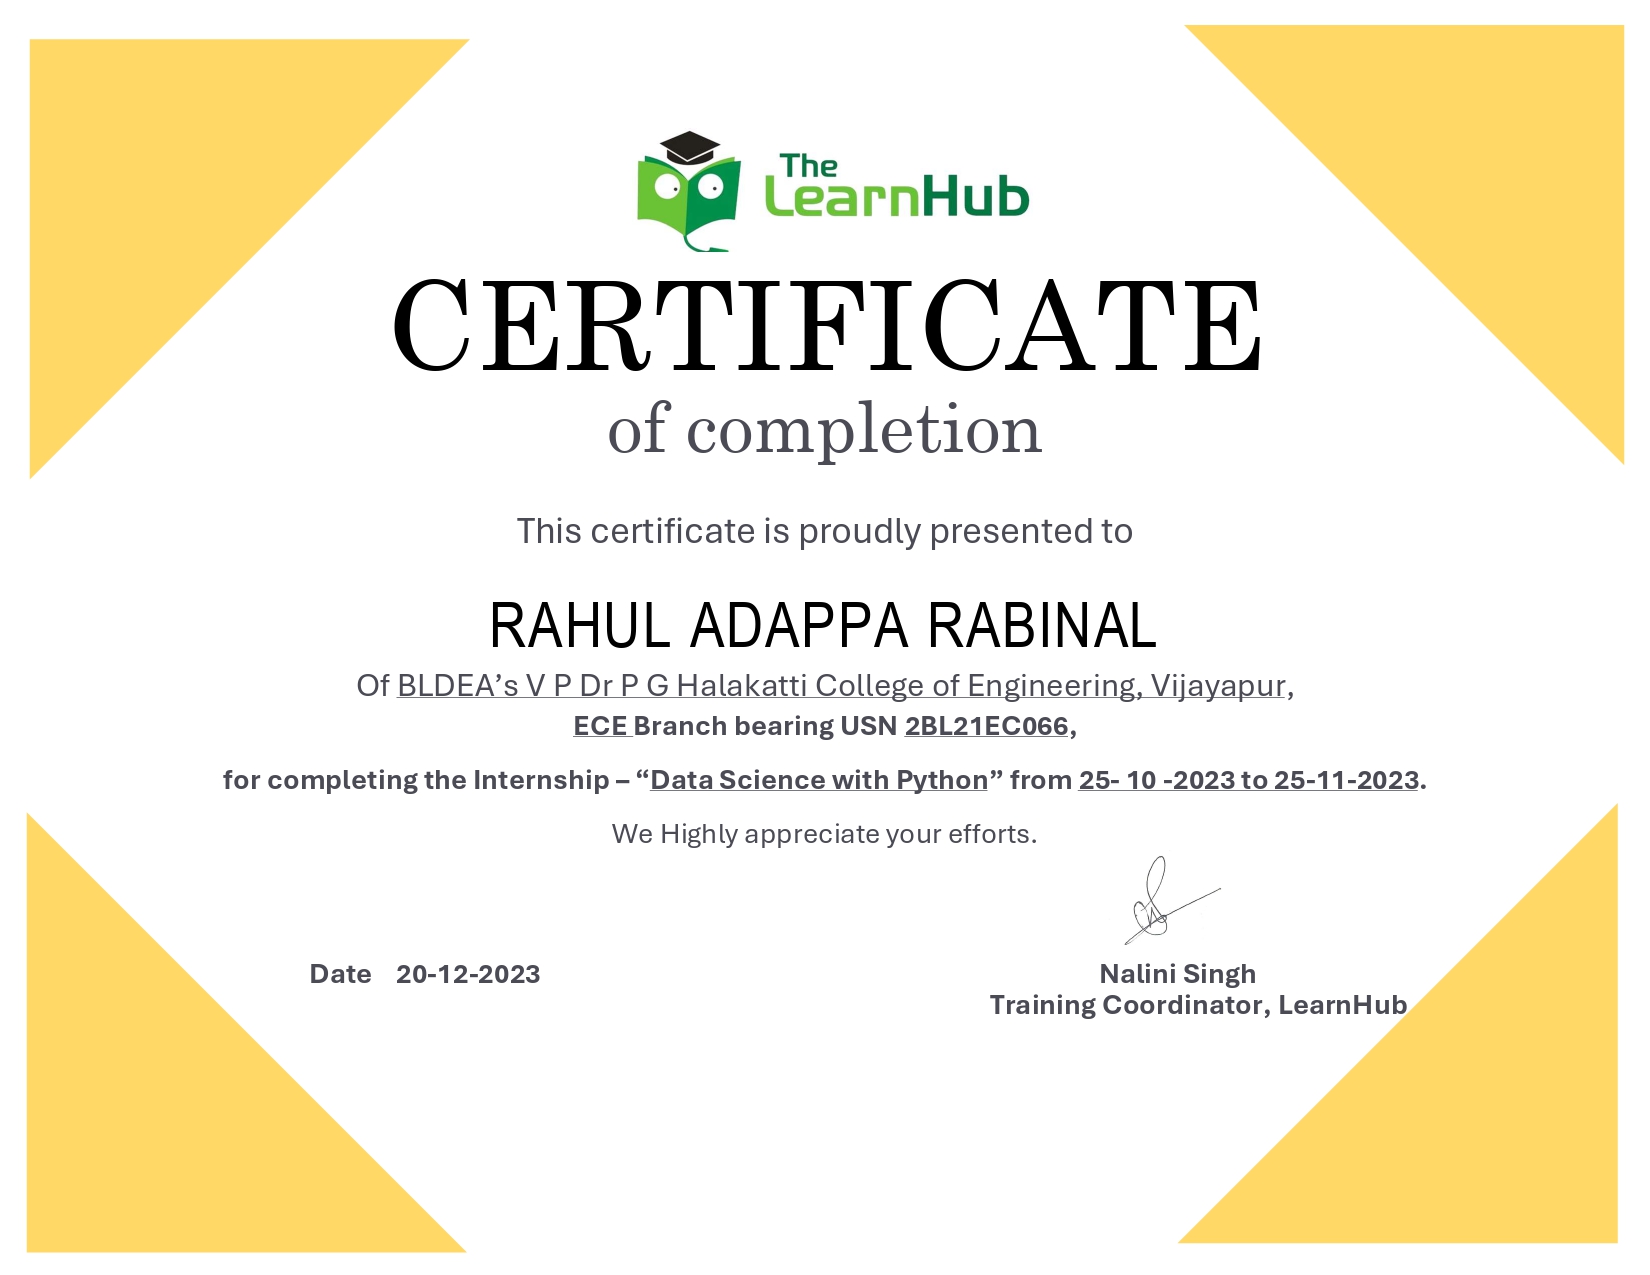 The
LearnHub
CERTIFICATE
of completion
This certificate is proudly presented to
RAHUL ADAPPA RABINAL
Of BLDEA’s V P Dr P G Halakatti College of Engineering, Vijayapur,
ECE Branch bearing USN 2BL21EC066,
for completing the Internship – “Data Science with Python” from 25- 10 -2023 to 25-11-2023.
We Highly appreciate your efforts.
Date 20-12-2023
Nalini Singh
Training Coordinator, LearnHub